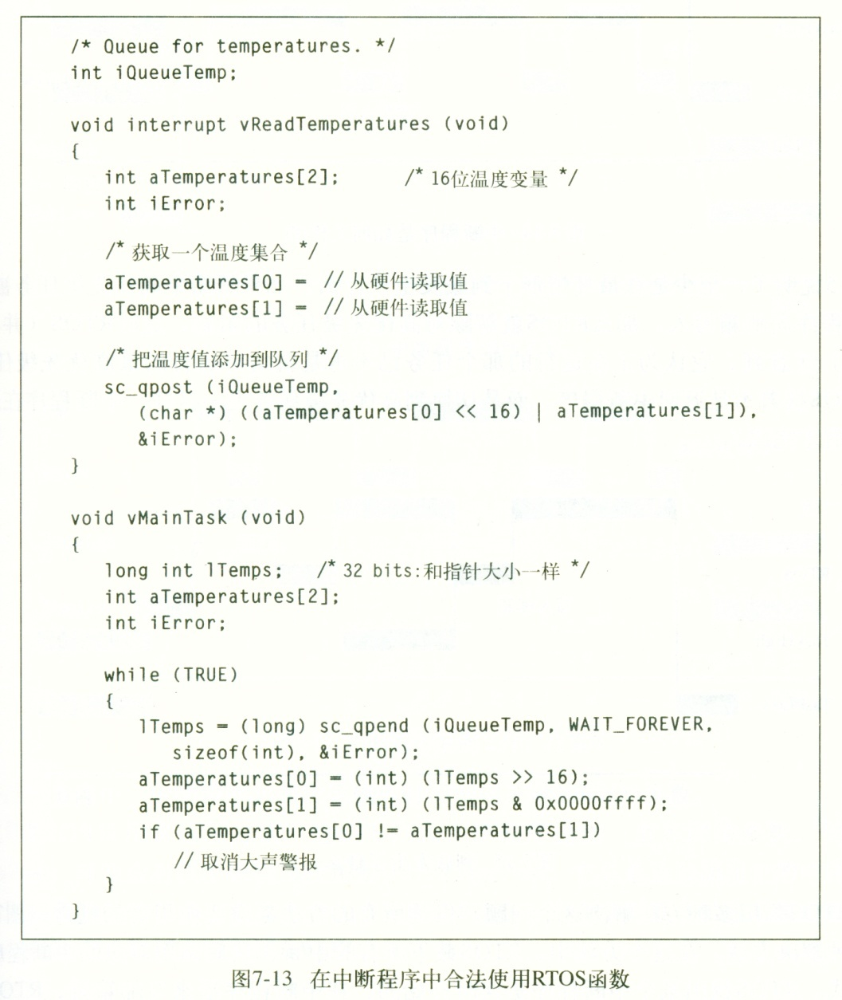 /* Queue for temperatures. */
int iQueueTemp;
void interrupt vReadTemperatures (void)
{
int aTemperatures[2]; /* 16位温度变量 */
int iError;
/* 获取一个温度集合 */
aTemperatures[0] = // 从硬件读取值
aTemperatures[1] = // 从硬件读取值
/* 把温度值添加到队列 */
sc_qpost (iQueueTemp,
(char *) ((aTemperatures[0] << 16) | aTemperatures[1]),
&iError);
}
void vMainTask (void)
{
long int lTemps; /* 32 bits:和指针大小一样 */
int aTemperatures[2];
int iError;
while (TRUE)
{
lTemps = (long) sc_qpend (iQueueTemp, WAIT_FOREVER,
sizeof(int), &iError);
aTemperatures[0] = (int) (lTemps >> 16);
aTemperatures[1] = (int) (lTemps & 0x0000ffff);
if (aTemperatures[0] != aTemperatures[1])
// 取消大声警报
}
}
图7-13 在中断程序中合法使用RTOS函数